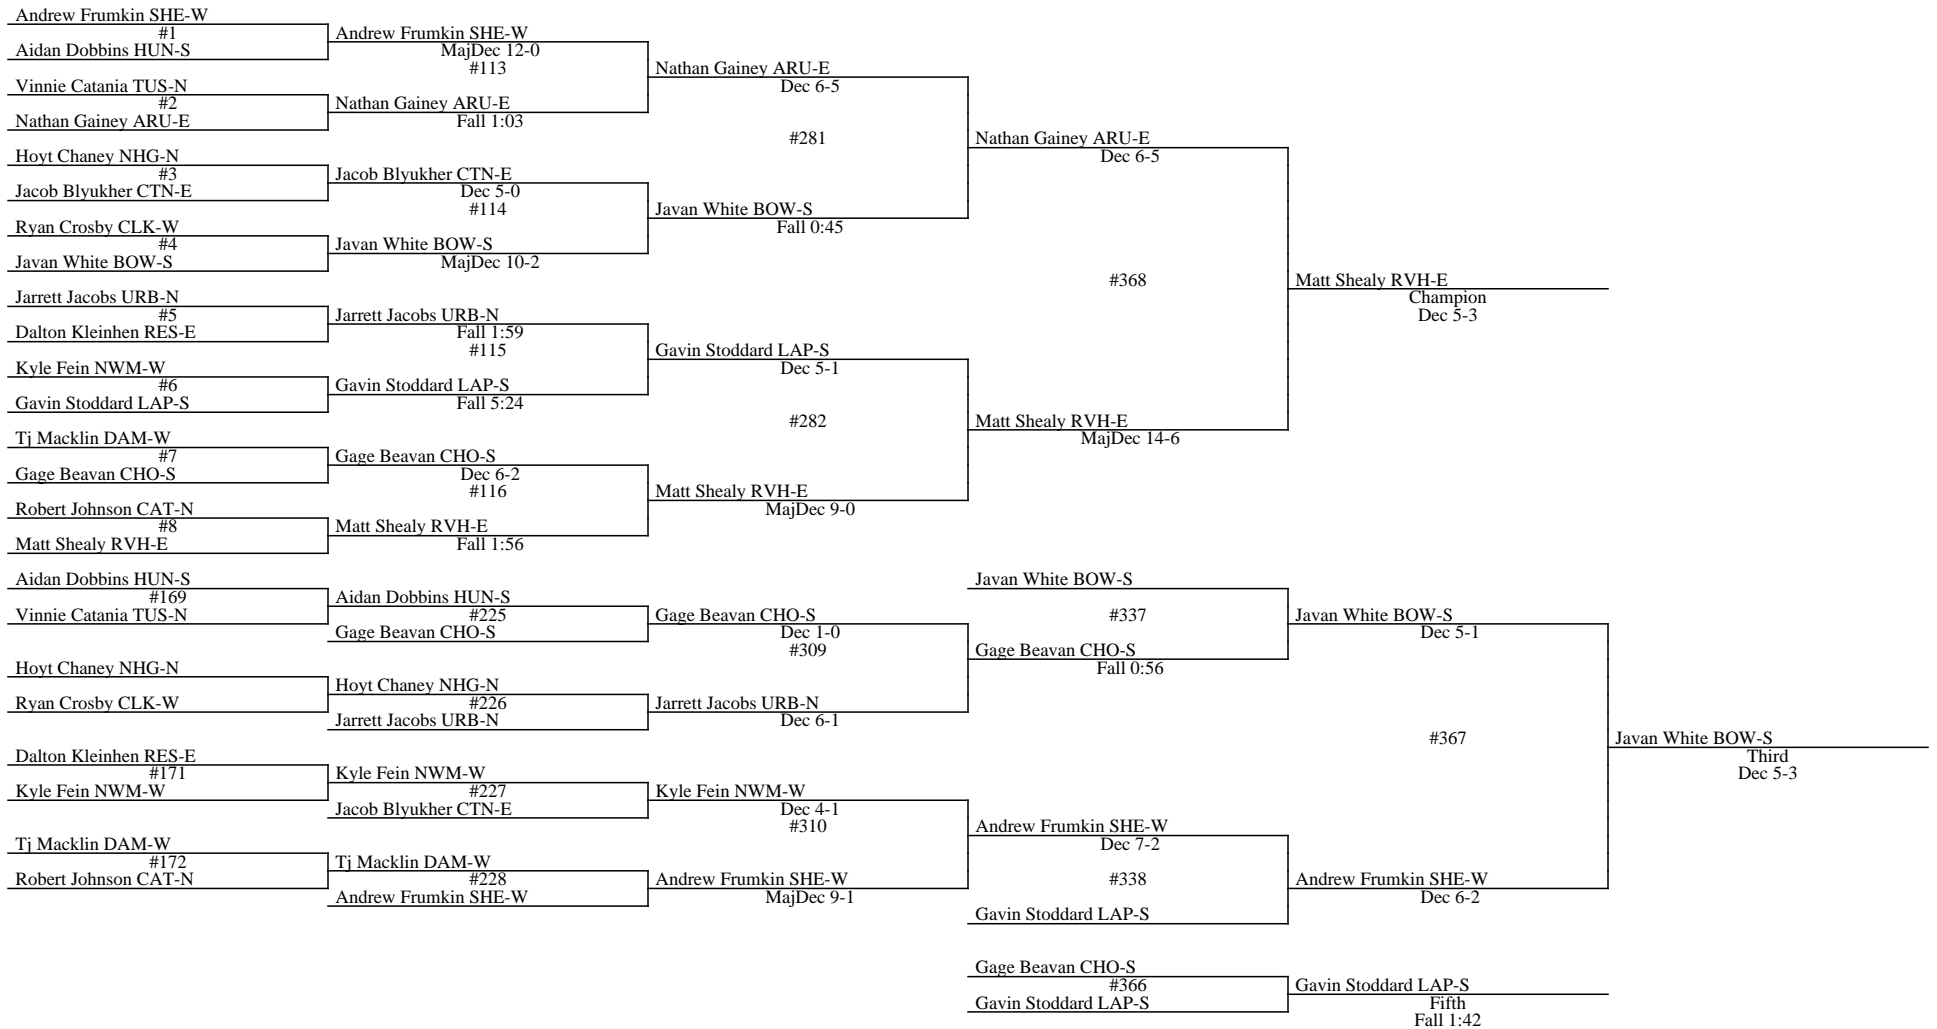 Andrew Frumkin SHE-W
#1
Aidan Dobbins HUN-S
Andrew Frumkin SHE-W
MajDec 12-0
#113
Vinnie Catania TUS-N
#2
Nathan Gainey ARU-E
Nathan Gainey ARU-E
Fall 1:03
Nathan Gainey ARU-E
Dec 6-5
#281
Hoyt Chaney NHG-N
#3
Jacob Blyukher CTN-E
Jacob Blyukher CTN-E
Dec 5-0
#114
Ryan Crosby CLK-W
#4
Javan White BOW-S
Javan White BOW-S
MajDec 10-2
Javan White BOW-S
Fall 0:45
Nathan Gainey ARU-E
Dec 6-5
#368
Jarrett Jacobs URB-N
#5
Dalton Kleinhen RES-E
Jarrett Jacobs URB-N
Fall 1:59
#115
Kyle Fein NWM-W
#6
Gavin Stoddard LAP-S
Gavin Stoddard LAP-S
Fall 5:24
Gavin Stoddard LAP-S
Dec 5-1
#282
Tj Macklin DAM-W
#7
Gage Beavan CHO-S
Gage Beavan CHO-S
Dec 6-2
#116
Robert Johnson CAT-N
#8
Matt Shealy RVH-E
Matt Shealy RVH-E
Fall 1:56
Matt Shealy RVH-E
MajDec 9-0
Matt Shealy RVH-E
MajDec 14-6
Matt Shealy RVH-E
Champion
Dec 5-3
Aidan Dobbins HUN-S
#169
Vinnie Catania TUS-N
Aidan Dobbins HUN-S
#225
Gage Beavan CHO-S
Gage Beavan CHO-S
Dec 1-0
#309
Hoyt Chaney NHG-N
Ryan Crosby CLK-W
Hoyt Chaney NHG-N
#226
Jarrett Jacobs URB-N
Jarrett Jacobs URB-N
Dec 6-1
Javan White BOW-S
#337
Gage Beavan CHO-S
Fall 0:56
Javan White BOW-S
Dec 5-1
#367
Dalton Kleinhen RES-E
#171
Kyle Fein NWM-W
Kyle Fein NWM-W
#227
Jacob Blyukher CTN-E
Kyle Fein NWM-W
Dec 4-1
#310
Tj Macklin DAM-W
#172
Robert Johnson CAT-N
Tj Macklin DAM-W
#228
Andrew Frumkin SHE-W
Andrew Frumkin SHE-W
MajDec 9-1
Andrew Frumkin SHE-W
Dec 7-2
#338
Gavin Stoddard LAP-S
Andrew Frumkin SHE-W
Dec 6-2
Javan White BOW-S
Third
Dec 5-3
Gage Beavan CHO-S
#366
Gavin Stoddard LAP-S
Gavin Stoddard LAP-S
Fifth
Fall 1:42